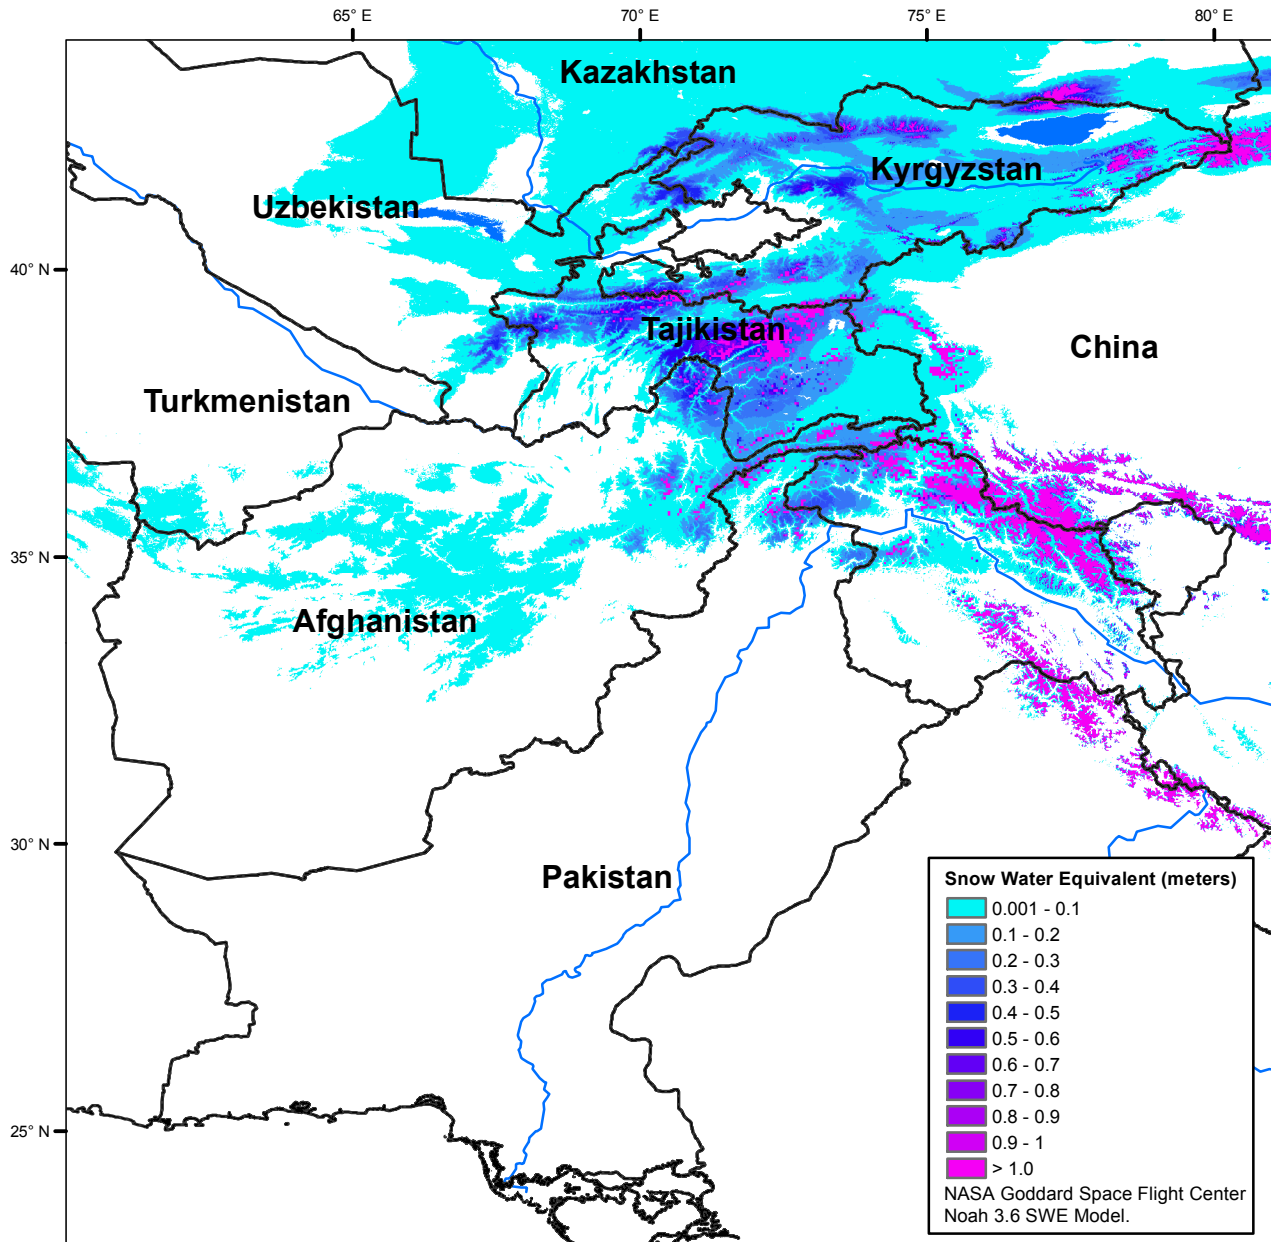 65° E
70° E
75° E
80° E
Kazakhstan
Kyrgyzstan
Uzbekistan
40° N
Tajikistan
China
Turkmenistan
35° N
Afghanistan
30° N
Pakistan
25° N
Snow Water Equivalent (meters)
0.001 - 0.1
0.1 - 0.2
0.2 - 0.3
0.3 - 0.4
0.4 - 0.5
0.5 - 0.6
0.6 - 0.7
0.7 - 0.8
0.8 - 0.9
0.9 - 1
> 1.0
NASA Goddard Space Flight Center
Noah 3.6 SWE Model.